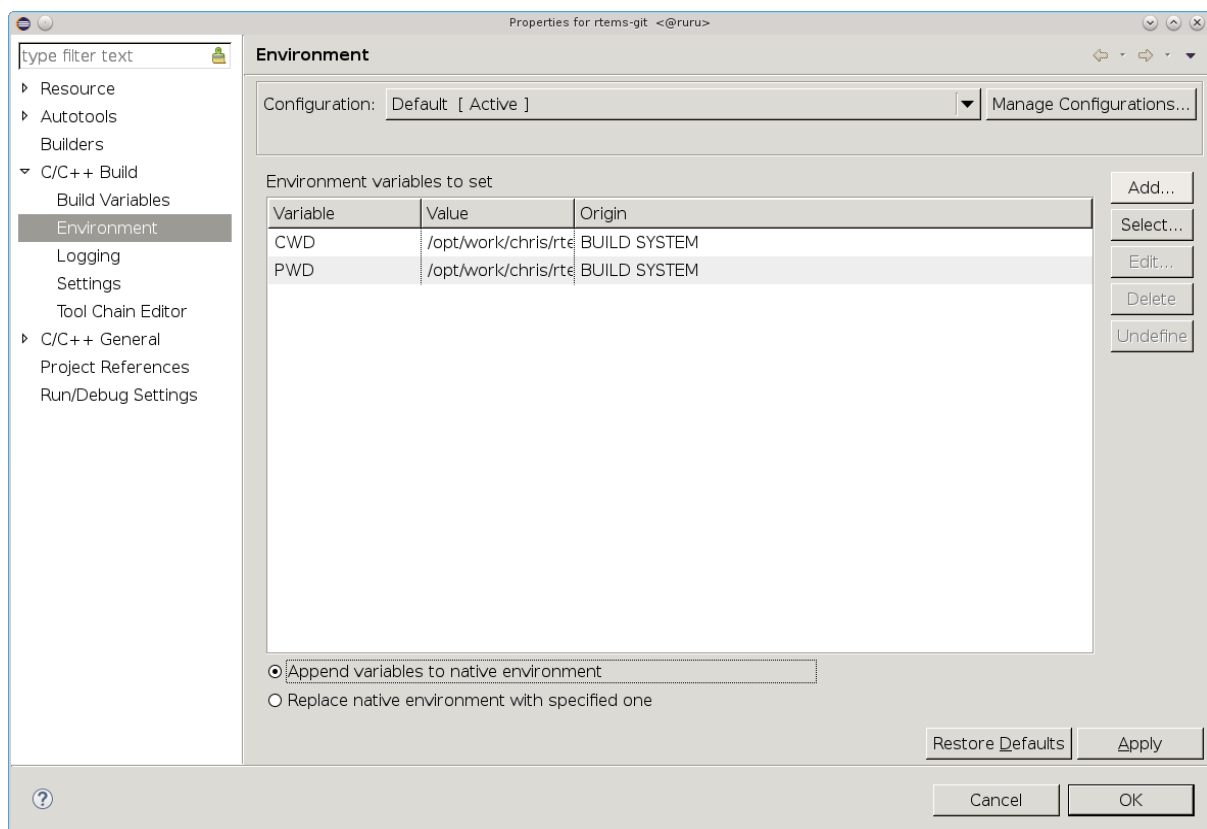 Properties for rtems-git <@ruru>
type filter text
Environment
Resource
Autotools
Builders
C/C++ Build
Build Variables
Environment
Logging
Settings
Tool Chain Editor
C/C++ General
Project References
Run/Debug Settings
Configuration: Default [ Active ] Manage Configurations...
Environment variables to set
Variable Value Origin
CWD /opt/work/chris/rte BUILD SYSTEM
PWD /opt/work/chris/rte BUILD SYSTEM
Add...
Select...
Edit...
Delete
Undefine
Append variables to native environment
Replace native environment with specified one
Restore Defaults Apply
? Cancel OK